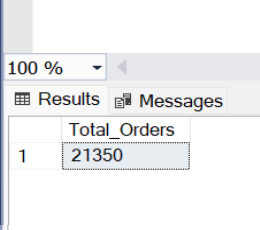 100 %
Results Messages
Total_Orders
1 21350